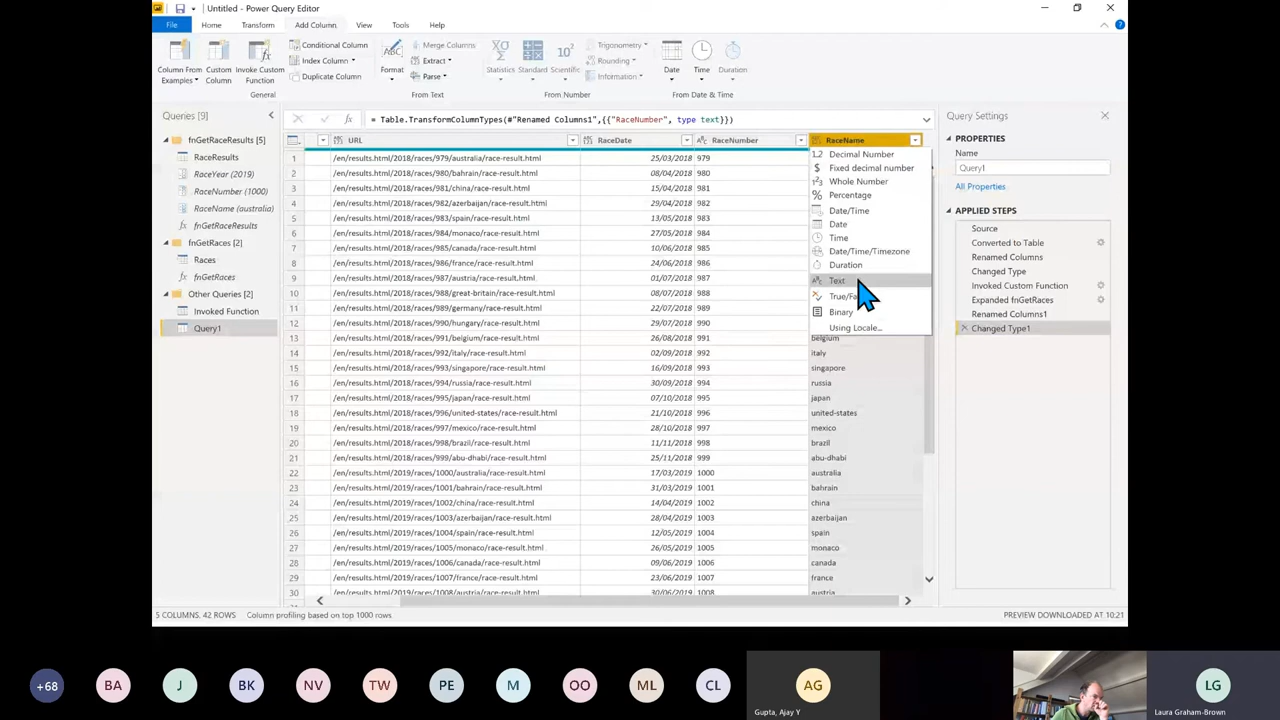 Untitled - Power Query Editor
File Home Transform Add Column View Tools Help
Column From Examples
Custom Column
Invoke Custom Function
Conditional Column
Index Column
Duplicate Column
General
Format
Merge Columns
Extract
Parse
From Text
Statistics
Standard
Scientific
Trigonometry
Rounding
Information
From Number
Date
Time
Duration
From Date & Time
Queries [9]
fnGetRaceResults [5]
RaceResults
RaceYear (2019)
RaceNumber (1000)
RaceName (australia)
fnGetRaceResults
fnGetRaces [2]
Races
fnGetRaces
Other Queries [2]
Invoked Function
Query1
= Table.TransformColumnTypes(#"Renamed Columns1",{{"RaceNumber", type text}})
URL RaceDate RaceNumber RaceName
1 /en/results.html/2018/races/979/australia/race-result.html 25/03/2018 979
2 /en/results.html/2018/races/980/bahrain/race-result.html 08/04/2018 980
3 /en/results.html/2018/races/981/china/race-result.html 15/04/2018 981
4 /en/results.html/2018/races/982/azerbaijan/race-result.html 29/04/2018 982
5 /en/results.html/2018/races/983/spain/race-result.html 13/05/2018 983
6 /en/results.html/2018/races/984/monaco/race-result.html 27/05/2018 984
7 /en/results.html/2018/races/985/canada/race-result.html 10/06/2018 985
8 /en/results.html/2018/races/986/france/race-result.html 24/06/2018 986
9 /en/results.html/2018/races/987/austria/race-result.html 01/07/2018 987
10 /en/results.html/2018/races/988/great-britain/race-result.html 08/07/2018 988
11 /en/results.html/2018/races/989/germany/race-result.html 22/07/2018 989
12 /en/results.html/2018/races/990/hungary/race-result.html 29/07/2018 990
13 /en/results.html/2018/races/991/belgium/race-result.html 26/08/2018 991 belgium
14 /en/results.html/2018/races/992/italy/race-result.html 02/09/2018 992 italy
15 /en/results.html/2018/races/993/singapore/race-result.html 16/09/2018 993 singapore
16 /en/results.html/2018/races/994/russia/race-result.html 30/09/2018 994 russia
17 /en/results.html/2018/races/995/japan/race-result.html 07/10/2018 995 japan
18 /en/results.html/2018/races/996/united-states/race-result.html 21/10/2018 996 united-states
19 /en/results.html/2018/races/997/mexico/race-result.html 28/10/2018 997 mexico
20 /en/results.html/2018/races/998/brazil/race-result.html 11/11/2018 998 brazil
21 /en/results.html/2018/races/999/abu-dhabi/race-result.html 25/11/2018 999 abu-dhabi
22 /en/results.html/2019/races/1000/australia/race-result.html 17/03/2019 1000 australia
23 /en/results.html/2019/races/1001/bahrain/race-result.html 31/03/2019 1001 bahrain
24 /en/results.html/2019/races/1002/china/race-result.html 14/04/2019 1002 china
25 /en/results.html/2019/races/1003/azerbaijan/race-result.html 28/04/2019 1003 azerbaijan
26 /en/results.html/2019/races/1004/spain/race-result.html 12/05/2019 1004 spain
27 /en/results.html/2019/races/1005/monaco/race-result.html 26/05/2019 1005 monaco
28 /en/results.html/2019/races/1006/canada/race-result.html 09/06/2019 1006 canada
29 /en/results.html/2019/races/1007/france/race-result.html 23/06/2019 1007 france
30 /en/results.html/2019/races/1008/austria/race-result.html 30/06/2019 1008 austria
1.2 Decimal Number
$ Fixed decimal number
123 Whole Number
% Percentage
Date/Time
Date
Time
Date/Time/Timezone
Duration
ABC Text
True/Fa
Binary
Using Locale...
Query Settings
PROPERTIES
Name
Query1
All Properties
APPLIED STEPS
Source
Converted to Table
Renamed Columns
Changed Type
Invoked Custom Function
Expanded fnGetRaces
Renamed Columns1
Changed Type1
5 COLUMNS, 42 ROWS Column profiling based on top 1000 rows PREVIEW DOWNLOADED AT 10:21
+68 BA J BK NV TW PE M OO ML CL AG LG
Gupta, Ajay Y
Laura Graham-Brown